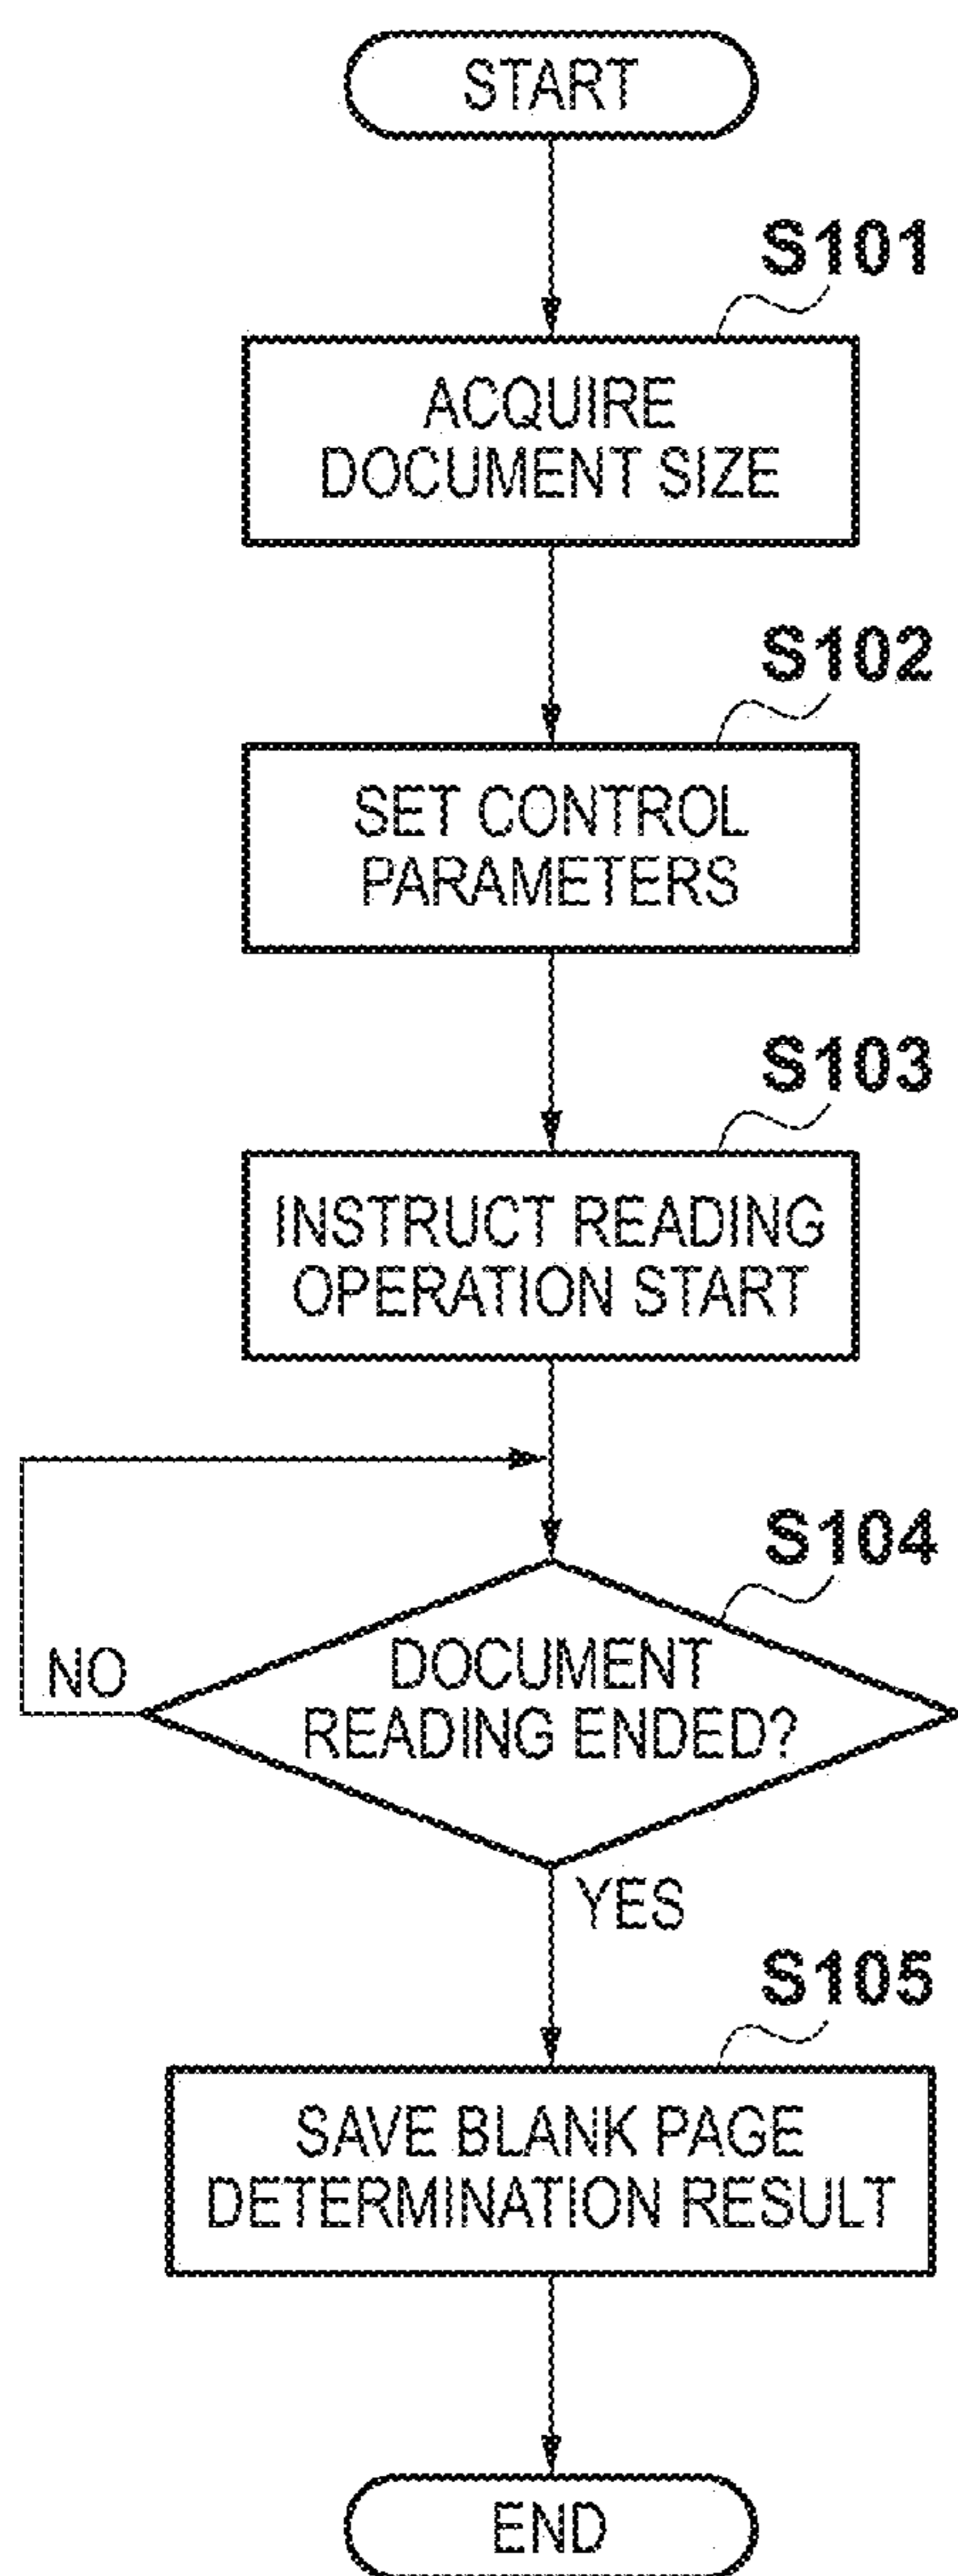 START
S101
ACQUIRE
DOCUMENT SIZE
S102
SET CONTROL
PARAMETERS
S103
INSTRUCT READING
OPERATION START
S104
DOCUMENT
READING ENDED?
NO
YES
S105
SAVE BLANK PAGE
DETERMINATION RESULT
END